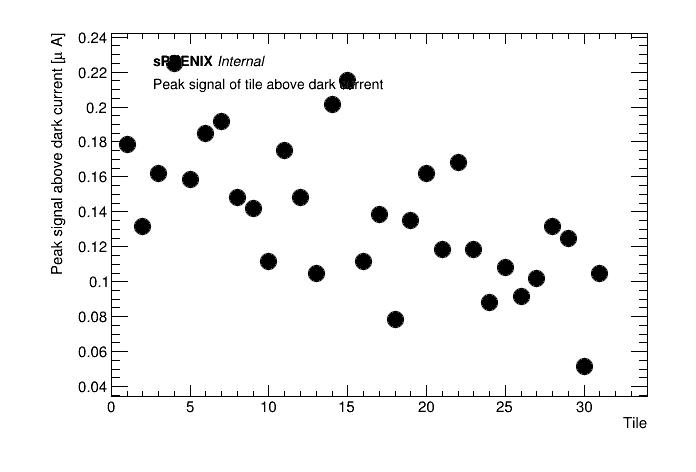 0.24
0.22
0.2
0.18
0.16
0.14
0.12
0.1
0.08
0.06
0.04
Peak signal above dark current [μ A]
sPHENIX Internal
Peak signal of tile above dark current
0 5 10 15 20 25 30
Tile